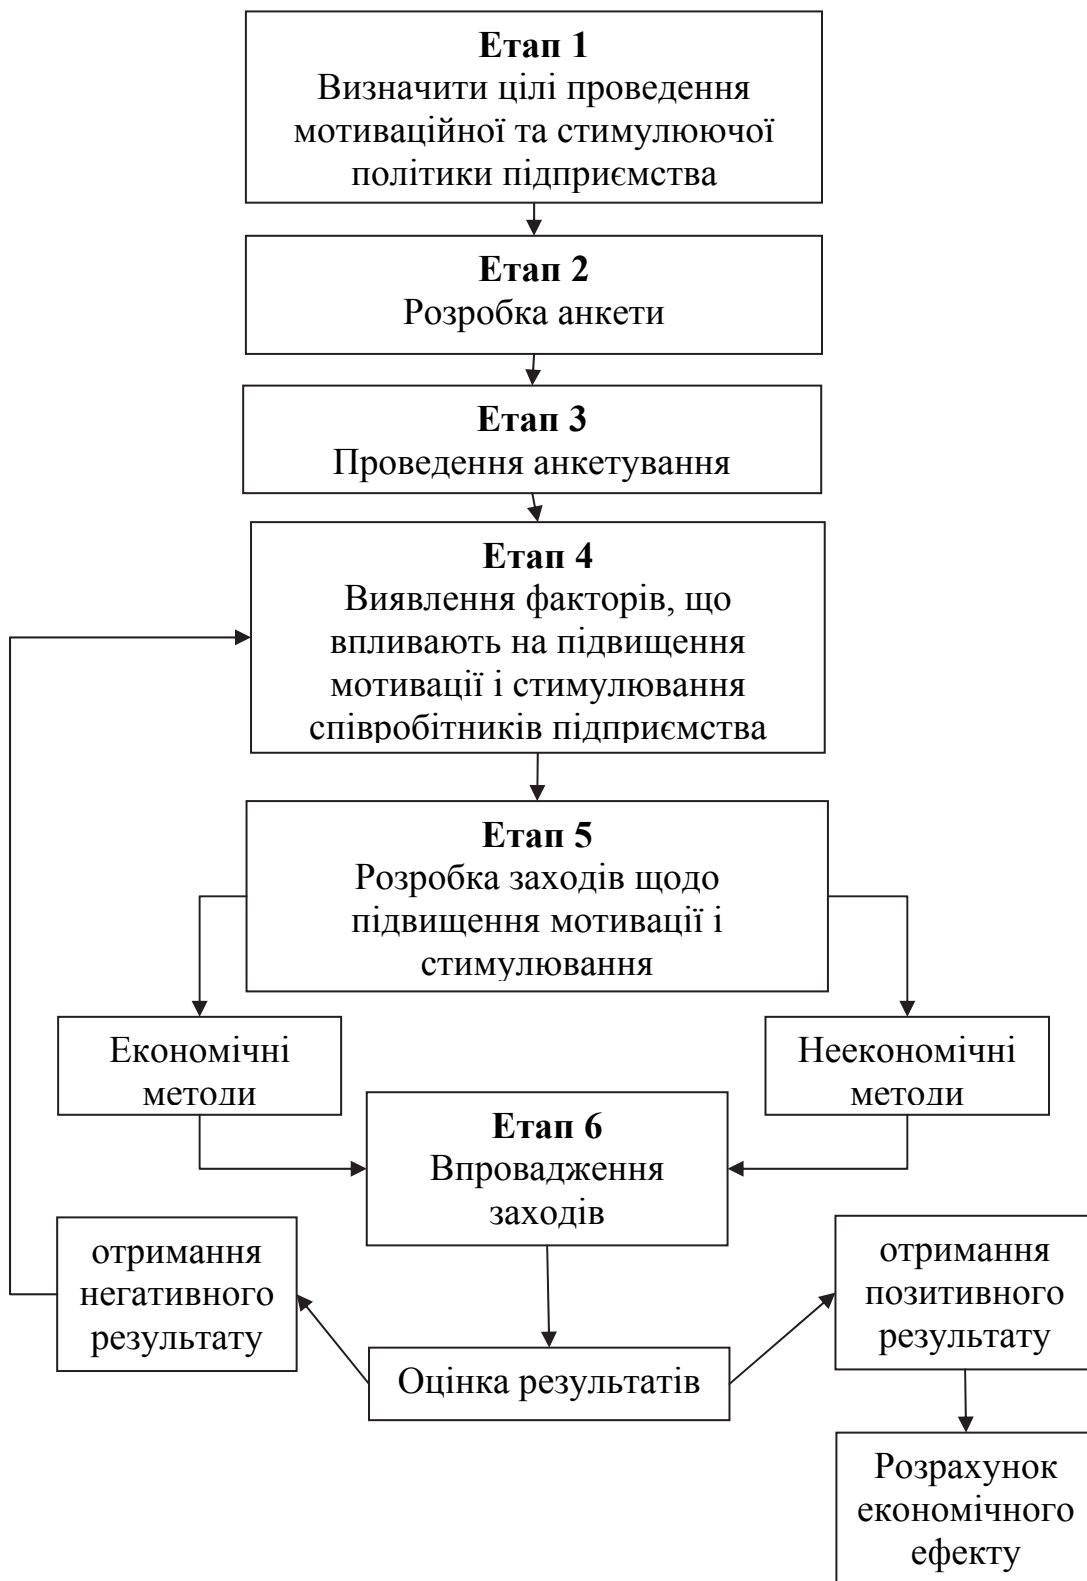 Етап 1
Визначити цілі проведення
мотиваційної та стимулюючої
політики підприємства
Етап 2
Розробка анкети
Етап 3
Проведення анкетування
Етап 4
Виявлення факторів, що
впливають на підвищення
мотивації і стимулювання
співробітників підприємства
Етап 5
Розробка заходів щодо
підвищення мотивації і
стимулювання
Економічні
методи
Неекономічні
методи
Етап 6
Впровадження
заходів
отримання
негативного
результату
отримання
позитивного
результату
Оцінка результатів
Розрахунок
економічного
ефекту